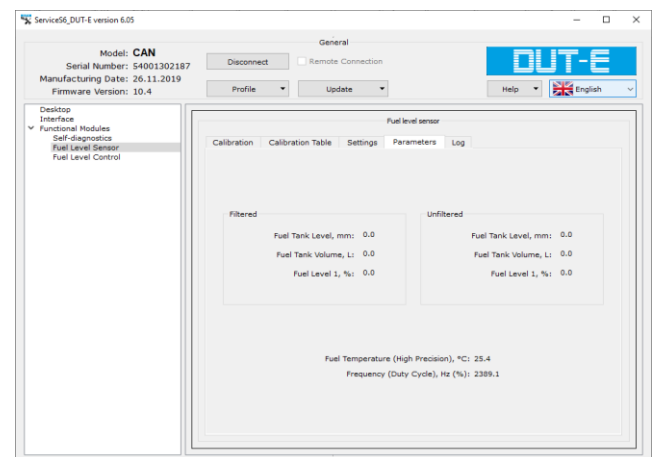 ServiceS6_DUT-E version 6.05
General
Model: CAN
Serial Number: 54001302187
Manufacturing Date: 26.11.2019
Firmware Version: 10.4
Disconnect
Remote Connection
Profile
Update
DUT-E
Help
English
Desktop
Interface
Functional Modules
Self-diagnostics
Fuel Level Sensor
Fuel Level Control
Fuel level sensor
Calibration
Calibration Table
Settings
Parameters
Log
Filtered
Fuel Tank Level, mm: 0.0
Fuel Tank Volume, L: 0.0
Fuel Level 1, %: 0.0
Unfiltered
Fuel Tank Level, mm: 0.0
Fuel Tank Volume, L: 0.0
Fuel Level 1, %: 0.0
Fuel Temperature (High Precision), °C: 25.4
Frequency (Duty Cycle), Hz (%): 2389.1